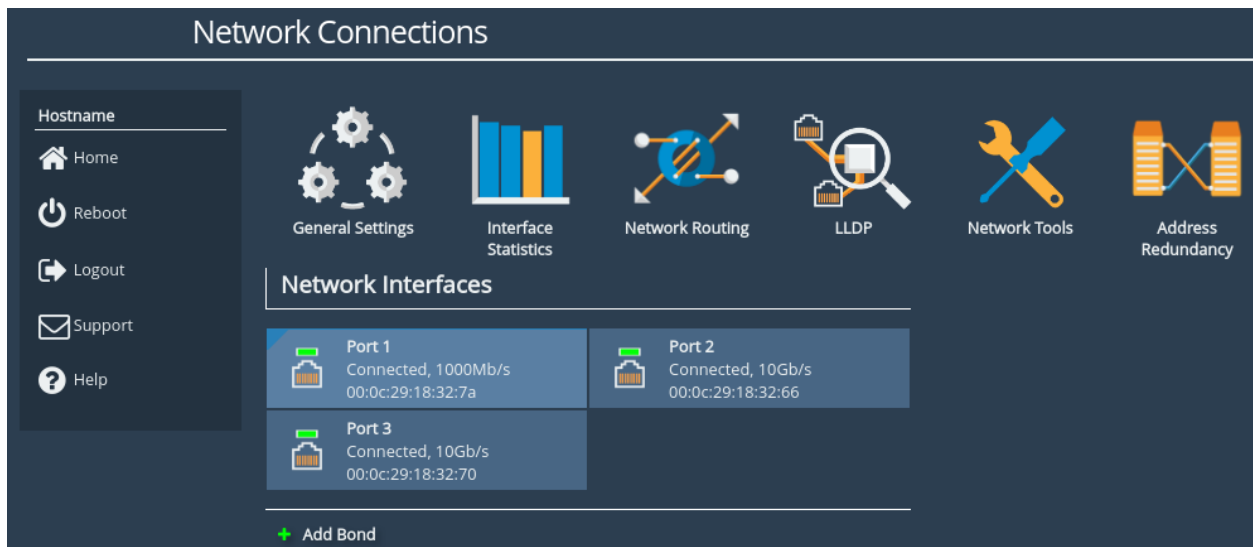 Network Connections
Hostname
Home
Reboot
Logout
Support
Help
General Settings
Interface
Statistics
Network Routing
LLDP
Network Tools
Address
Redundancy
Network Interfaces
Port 1
Connected, 1000Mb/s
00:0c:29:18:32:7a
Port 2
Connected, 10Gb/s
00:0c:29:18:32:66
Port 3
Connected, 10Gb/s
00:0c:29:18:32:70
+ Add Bond